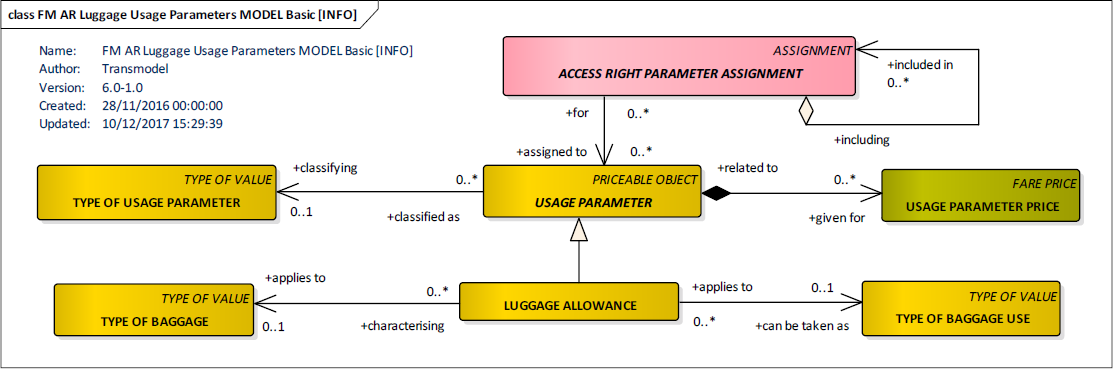 class FM AR Luggage Usage Parameters MODEL Basic [INFO]
Name: FM AR Luggage Usage Parameters MODEL Basic [INFO]
Author: Transmodel
Version: 6.0-1.0
Created: 28/11/2016 00:00:00
Updated: 10/12/2017 15:29:39
ASSIGNMENT
ACCESS RIGHT PARAMETER ASSIGNMENT
+included in
0..*
+including
+for
0..*
+assigned to
0..*
TYPE OF VALUE
TYPE OF USAGE PARAMETER
+classifying
0..1
0..*
+classified as
PRICEABLE OBJECT
USAGE PARAMETER
+related to
0..*
+given for
FARE PRICE
USAGE PARAMETER PRICE
TYPE OF VALUE
TYPE OF BAGGAGE
+applies to
0..1
0..*
+characterising
LUGGAGE ALLOWANCE
+applies to
0..*
0..1
+can be taken as
TYPE OF VALUE
TYPE OF BAGGAGE USE